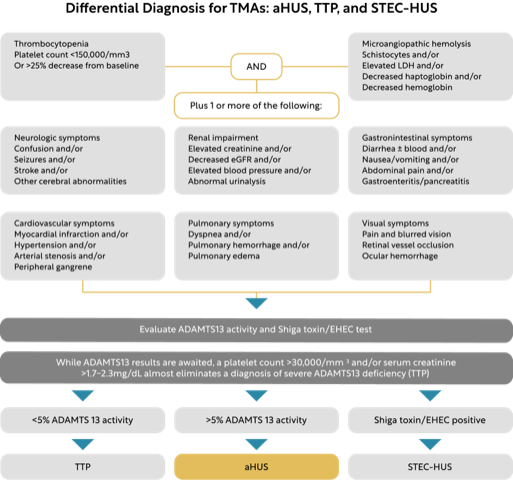 Differential Diagnosis for TMAs: aHUS, TTP, and STEC-HUS
Thrombocytopenia
Platelet count <150,000/mm3
Or >25% decrease from baseline
AND
Microangiopathic hemolysis
Schistocytes and/or
Elevated LDH and/or
Decreased haptoglobin and/or
Decreased hemoglobin
Plus 1 or more of the following:
Neurologic symptoms
Confusion and/or
Seizures and/or
Stroke and/or
Other cerebral abnormalities
Renal impairment
Elevated creatinine and/or
Decreased eGFR and/or
Elevated blood pressure and/or
Abnormal urinalysis
Gastrointestinal symptoms
Diarrhea ± blood and/or
Nausea/vomiting and/or
Abdominal pain and/or
Gastroenteritis/pancreatitis
Cardiovascular symptoms
Myocardial infrarction and/or
Hypertension and/or
Arterial stenosis and/or
Peripheral gangrene
Pulmonary symptoms
Dyspnea and/or
Pulmonary hemorrhage and/or
Pulmonary edema
Visual symptoms
Pain and blurred vision
Retinal vessel occlusion
Ocular hemorrhage
Evaluate ADAMTS13 activity and Shiga toxin/EHEC test
While ADAMTS13 results are awaited, a platelet count >30,000/mm ³ and/or serum creatinine
>1.7–2.3mg/dL almost eliminates a diagnosis of severe ADAMTS13 deficiency (TTP)
<5% ADAMTS 13 activity
>5% ADAMTS 13 activity
Shiga toxin/EHEC positive
TTP
aHUS
STEC-HUS